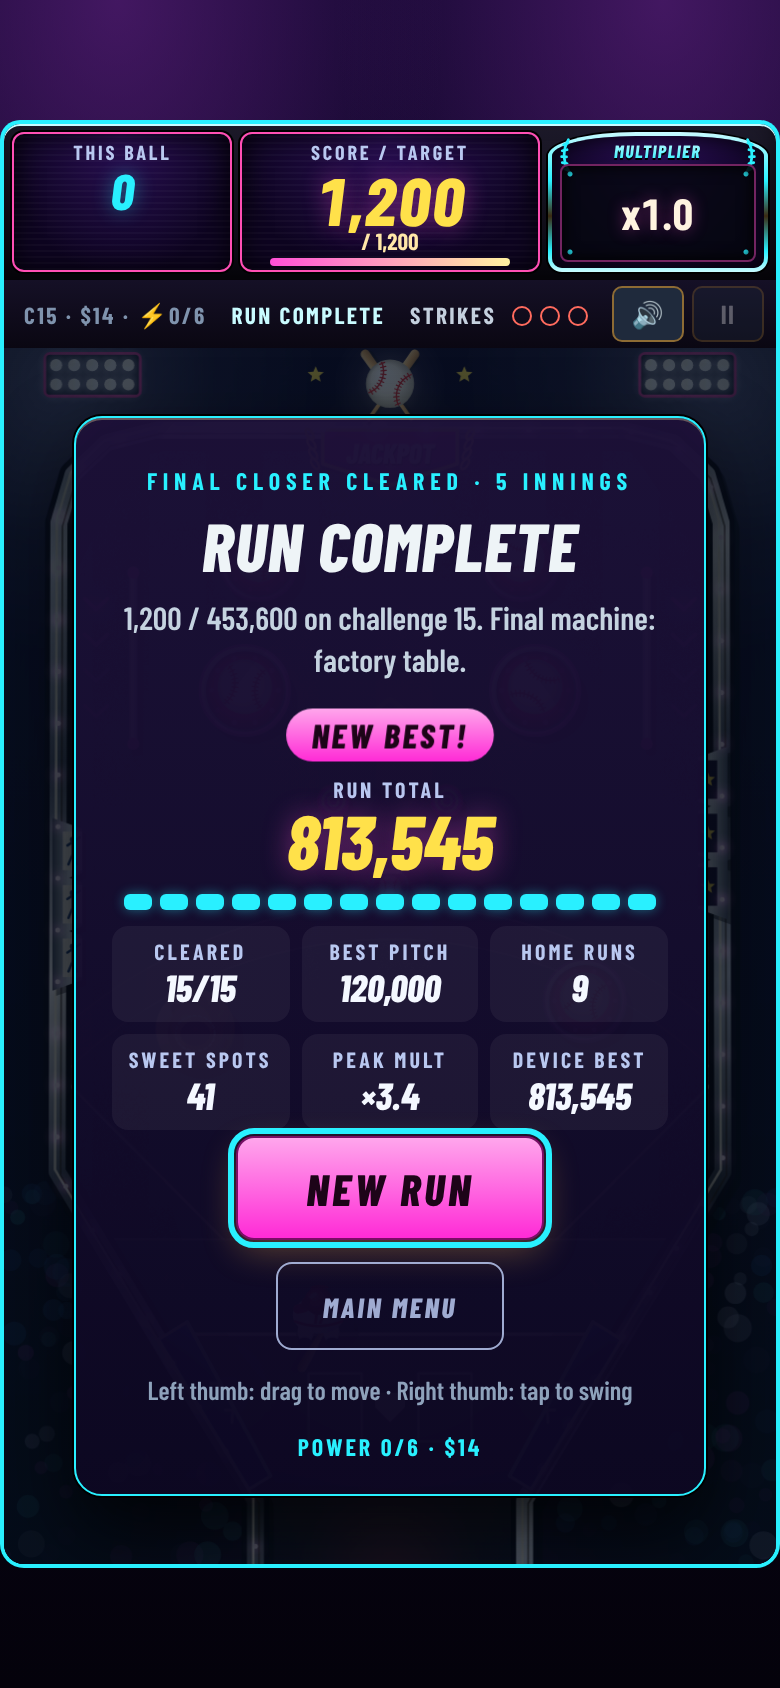 THIS BALL
0
SCORE / TARGET
1,200
/ 1,200
MULTIPLIER
x1.0
C15 · $14 · ⚡0/6 RUN COMPLETE STRIKES
JACKPOT
FINAL CLOSER CLEARED · 5 INNINGS
RUN COMPLETE
1,200 / 453,600 on challenge 15. Final machine:
factory table.
NEW BEST!
RUN TOTAL
813,545
CLEARED
15/15
BEST PITCH
120,000
HOME RUNS
9
SWEET SPOTS
41
PEAK MULT
×3.4
DEVICE BEST
813,545
NEW RUN
MAIN MENU
Left thumb: drag to move · Right thumb: tap to swing
POWER 0/6 · $14